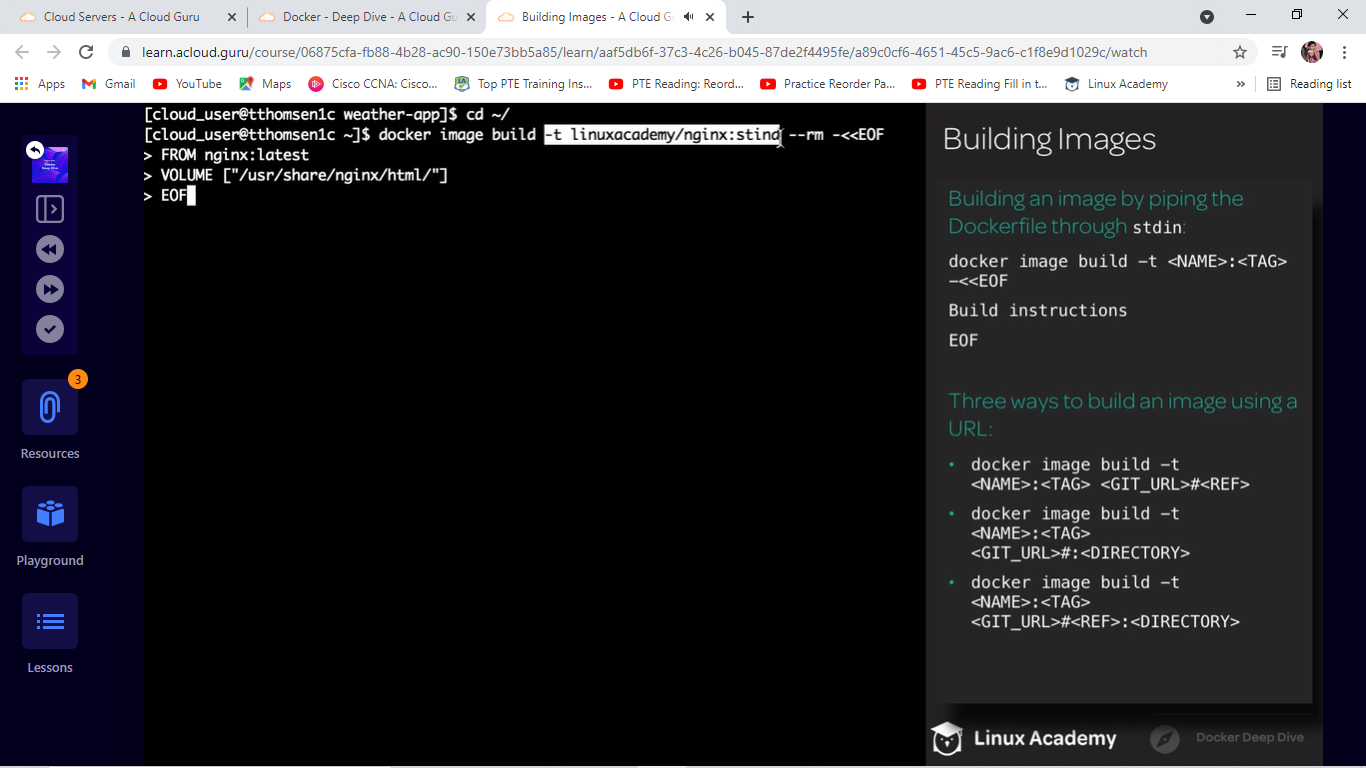 Cloud Servers - A Cloud Guru
Docker - Deep Dive - A Cloud Gu
Building Images - A Cloud G
learn.acloud.guru/course/06875cfa-fb88-4b28-ac90-150e73bb5a85/learn/aaf5db6f-37c3-4c26-b045-87de2f4495fe/a89c0cf6-4651-45c5-9ac6-c1f8e9d1029c/watch
Apps
Gmail
YouTube
Maps
Cisco CCNA: Cisco...
Top PTE Training Ins...
PTE Reading: Reord...
Practice Reorder Pa...
PTE Reading Fill in t...
Linux Academy
»
Reading list
[cloud_user@tthomsen1c weather-app]$ cd ~/
[cloud_user@tthomsen1c ~]$ docker image build -t linuxacademy/nginx:stind --rm -<<EOF
> FROM nginx:latest
> VOLUME ["/usr/share/nginx/html/"]
> EOF
Docker
Deep Dive
3
Resources
Playground
Lessons
Building Images
Building an image by piping the
Dockerfile through stdin:
docker image build -t <NAME>:<TAG>
-<<EOF
Build instructions
EOF
Three ways to build an image using a
URL:
• docker image build -t
<NAME>:<TAG> <GIT_URL>#<REF>
• docker image build -t
<NAME>:<TAG>
<GIT_URL>#:<DIRECTORY>
• docker image build -t
<NAME>:<TAG>
<GIT_URL>#<REF>:<DIRECTORY>
Linux Academy
Docker Deep Dive